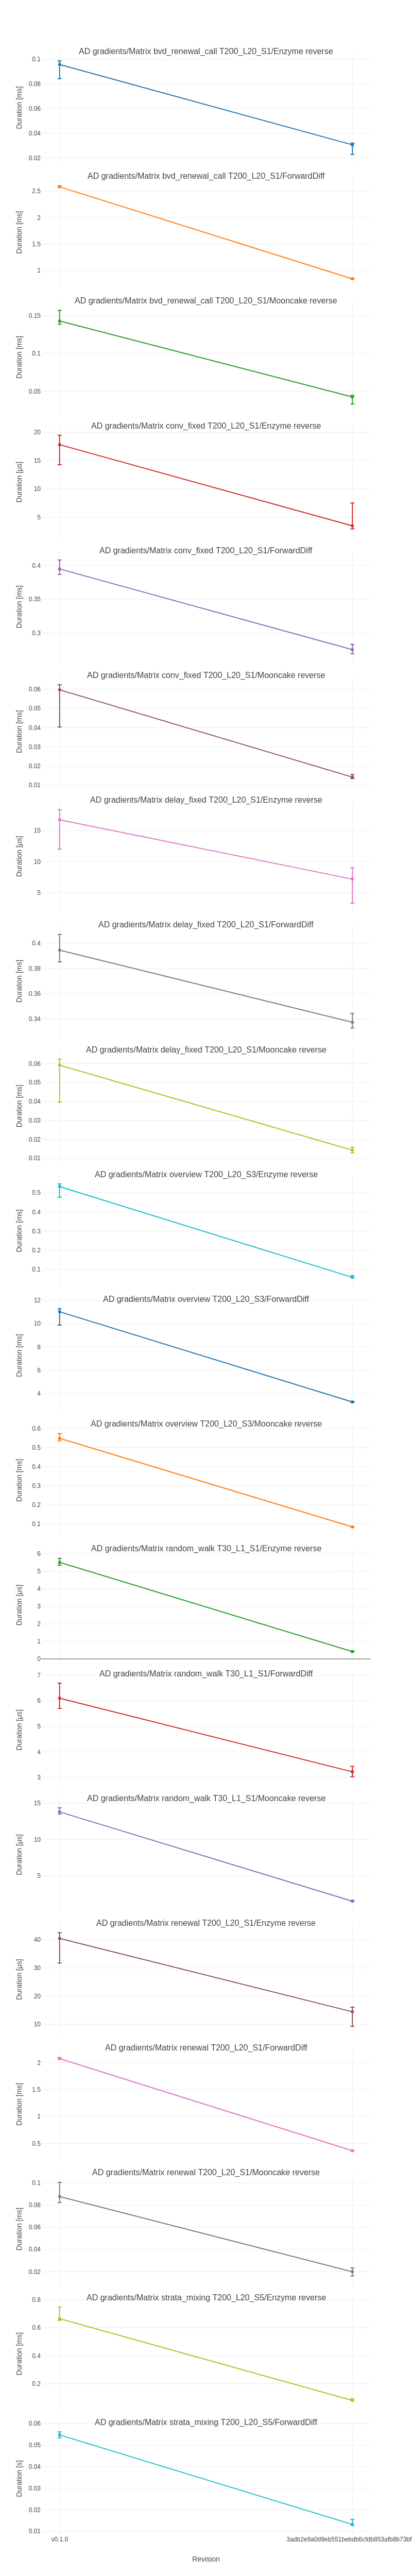 AD gradients/Matrix bvd_renewal_call T200_L20_S1/Enzyme reverse
0.1
0.08
0.06
0.04
0.02
Duration [ms]
AD gradients/Matrix bvd_renewal_call T200_L20_S1/ForwardDiff
2.5
2
1.5
1
Duration [ms]
AD gradients/Matrix bvd_renewal_call T200_L20_S1/Mooncake reverse
0.15
0.1
0.05
Duration [ms]
AD gradients/Matrix conv_fixed T200_L20_S1/Enzyme reverse
20
15
10
5
Duration [μs]
AD gradients/Matrix conv_fixed T200_L20_S1/ForwardDiff
0.4
0.35
0.3
Duration [ms]
AD gradients/Matrix conv_fixed T200_L20_S1/Mooncake reverse
0.06
0.05
0.04
0.03
0.02
0.01
Duration [ms]
AD gradients/Matrix delay_fixed T200_L20_S1/Enzyme reverse
15
10
5
Duration [μs]
AD gradients/Matrix delay_fixed T200_L20_S1/ForwardDiff
0.4
0.38
0.36
0.34
Duration [ms]
AD gradients/Matrix delay_fixed T200_L20_S1/Mooncake reverse
0.06
0.05
0.04
0.03
0.02
0.01
Duration [ms]
AD gradients/Matrix overview T200_L20_S3/Enzyme reverse
0.5
0.4
0.3
0.2
0.1
Duration [ms]
AD gradients/Matrix overview T200_L20_S3/ForwardDiff
12
10
8
6
4
Duration [ms]
AD gradients/Matrix overview T200_L20_S3/Mooncake reverse
0.6
0.5
0.4
0.3
0.2
0.1
Duration [ms]
AD gradients/Matrix random_walk T30_L1_S1/Enzyme reverse
6
5
4
3
2
1
0
Duration [μs]
AD gradients/Matrix random_walk T30_L1_S1/ForwardDiff
7
6
5
4
3
Duration [μs]
AD gradients/Matrix random_walk T30_L1_S1/Mooncake reverse
15
10
5
Duration [μs]
AD gradients/Matrix renewal T200_L20_S1/Enzyme reverse
40
30
20
10
Duration [μs]
AD gradients/Matrix renewal T200_L20_S1/ForwardDiff
2
1.5
1
0.5
Duration [ms]
AD gradients/Matrix renewal T200_L20_S1/Mooncake reverse
0.1
0.08
0.06
0.04
0.02
Duration [ms]
AD gradients/Matrix strata_mixing T200_L20_S5/Enzyme reverse
0.8
0.6
0.4
0.2
Duration [ms]
AD gradients/Matrix strata_mixing T200_L20_S5/ForwardDiff
0.06
0.05
0.04
0.03
0.02
0.01
Duration [s]
v0.1.0
3adb2e9a0d9eb551bebdb6cfdb853afb8b73bf
Revision